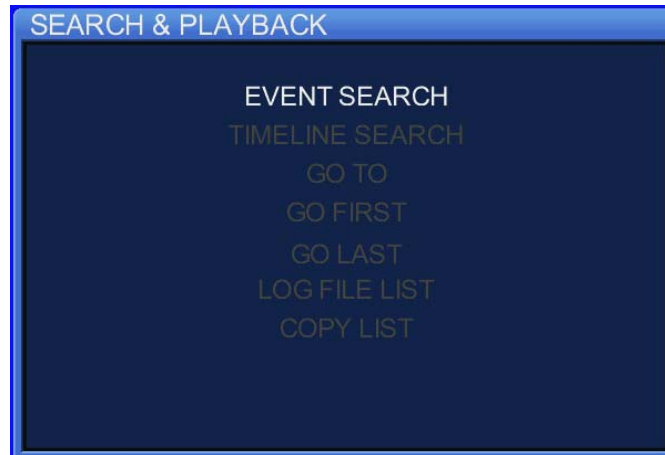 SEARCH & PLAYBACK
EVENT SEARCH
TIMELINE SEARCH
GO TO
GO FIRST
GO LAST
LOG FILE LIST
COPY LIST